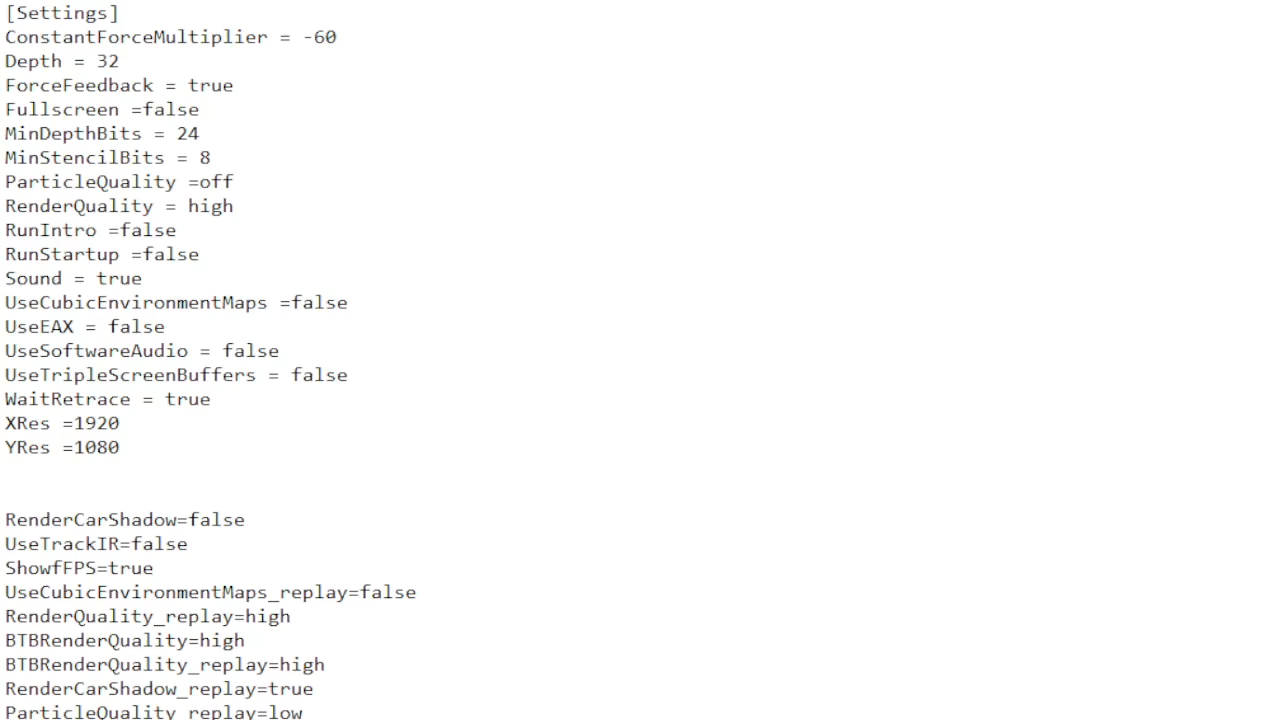 [Settings]
ConstantForceMultiplier = -60
Depth = 32
ForceFeedback = true
Fullscreen =false
MinDepthBits = 24
MinStencilBits = 8
ParticleQuality =off
RenderQuality = high
RunIntro =false
RunStartup =false
Sound = true
UseCubicEnvironmentMaps =false
UseEAX = false
UseSoftwareAudio = false
UseTripleScreenBuffers = false
WaitRetrace = true
XRes =1920
YRes =1080
RenderCarShadow=false
UseTrackIR=false
ShowfFPS=true
UseCubicEnvironmentMaps_replay=false
RenderQuality_replay=high
BTBRenderQuality=high
BTBRenderQuality_replay=high
RenderCarShadow_replay=true
ParticleQuality_replay=low